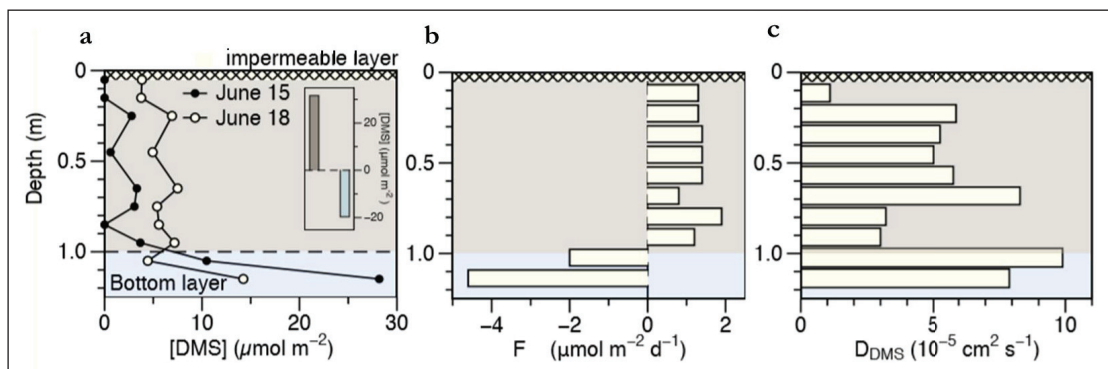 a
b
c
impermeable layer
0
0.5
1.0
Depth (m)
June 15
June 18
20
0
−20
[DMS] (μmol m⁻²)
Bottom layer
0 10 20 30
[DMS] (μmol m⁻²)
0
0.5
1.0
−4 −2 0 2
F (μmol m⁻² d⁻¹)
0
0.5
1.0
0 5 10
D_DMS (10⁻⁵ cm² s⁻¹)